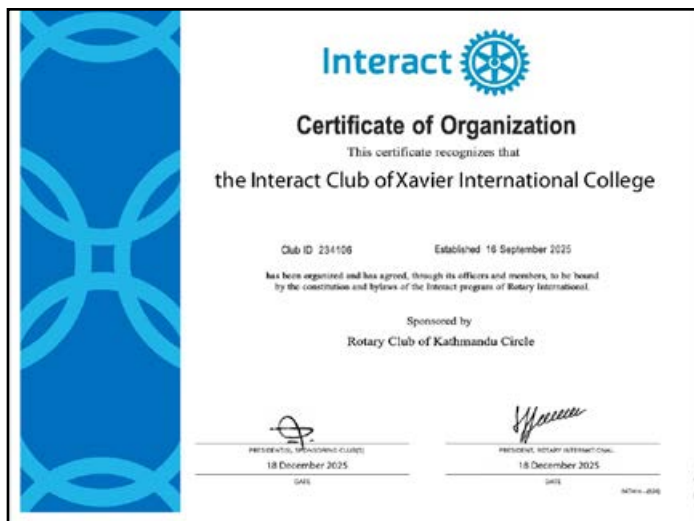 Interact
Certificate of Organization
This certificate recognizes that
the Interact Club of Xavier International College
Club ID 234106 Established 16 September 2025
has been organized and has agreed, through its officers and members, to be bound
by the constitution and bylaws of the Interact program of Rotary International.
Sponsored by
Rotary Club of Kathmandu Circle
PRESIDENT(S), SPONSORING CLUB(S) PRESIDENT, ROTARY INTERNATIONAL
18 December 2025 18 December 2025
DATE DATE